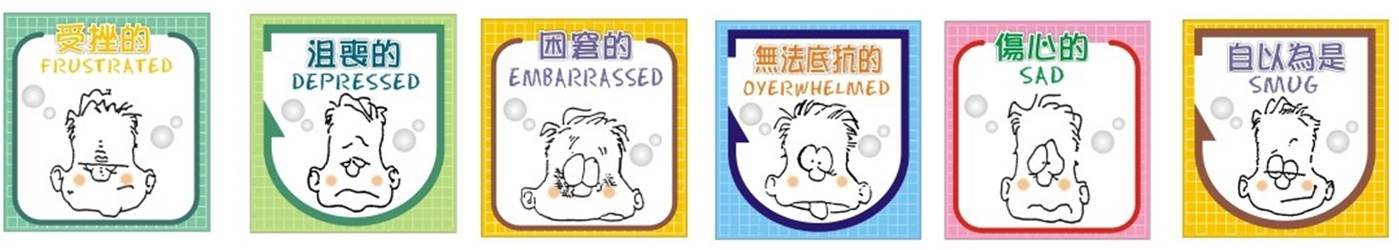 受挫的
FRUSTRATED
沮喪的
DEPRESSED
困窘的
EMBARRASSED
無法底抗的
OYERWHELMED
傷心的
SAD
自以為是
SMUG